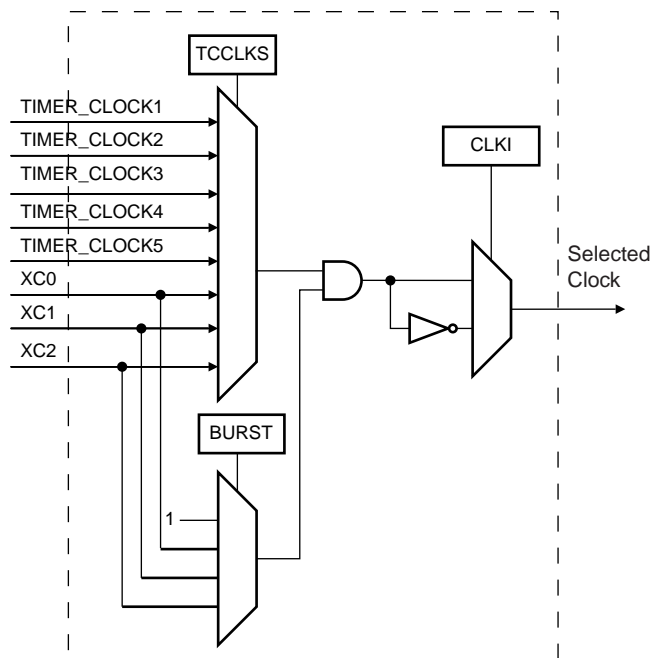 TCCLKS
TIMER_CLOCK1
TIMER_CLOCK2
TIMER_CLOCK3
TIMER_CLOCK4
TIMER_CLOCK5
XC0
XC1
XC2
CLKI
Selected
Clock
BURST
1